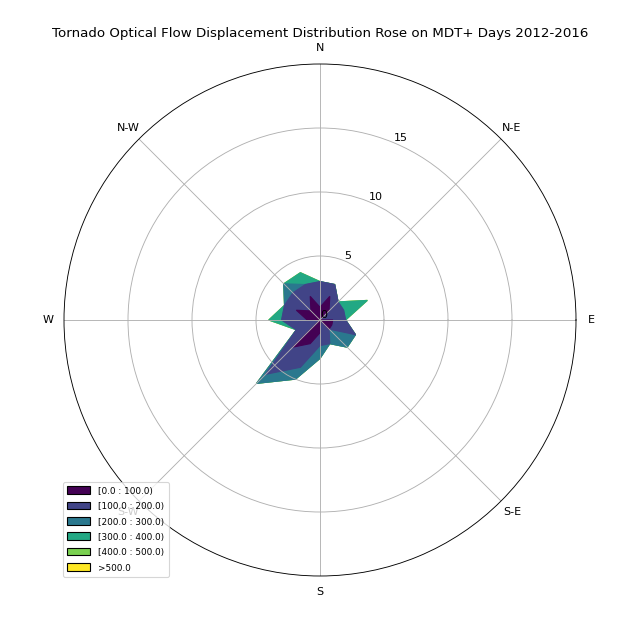 Tornado Optical Flow Displacement Distribution Rose on MDT+ Days 2012-2016
N
N-W
N-E
15
10
5
W
0
E
[0.0 : 100.0)
[100.0 : 200.0)
[200.0 : 300.0)
[300.0 : 400.0)
[400.0 : 500.0)
>500.0
S-W
S-E
S